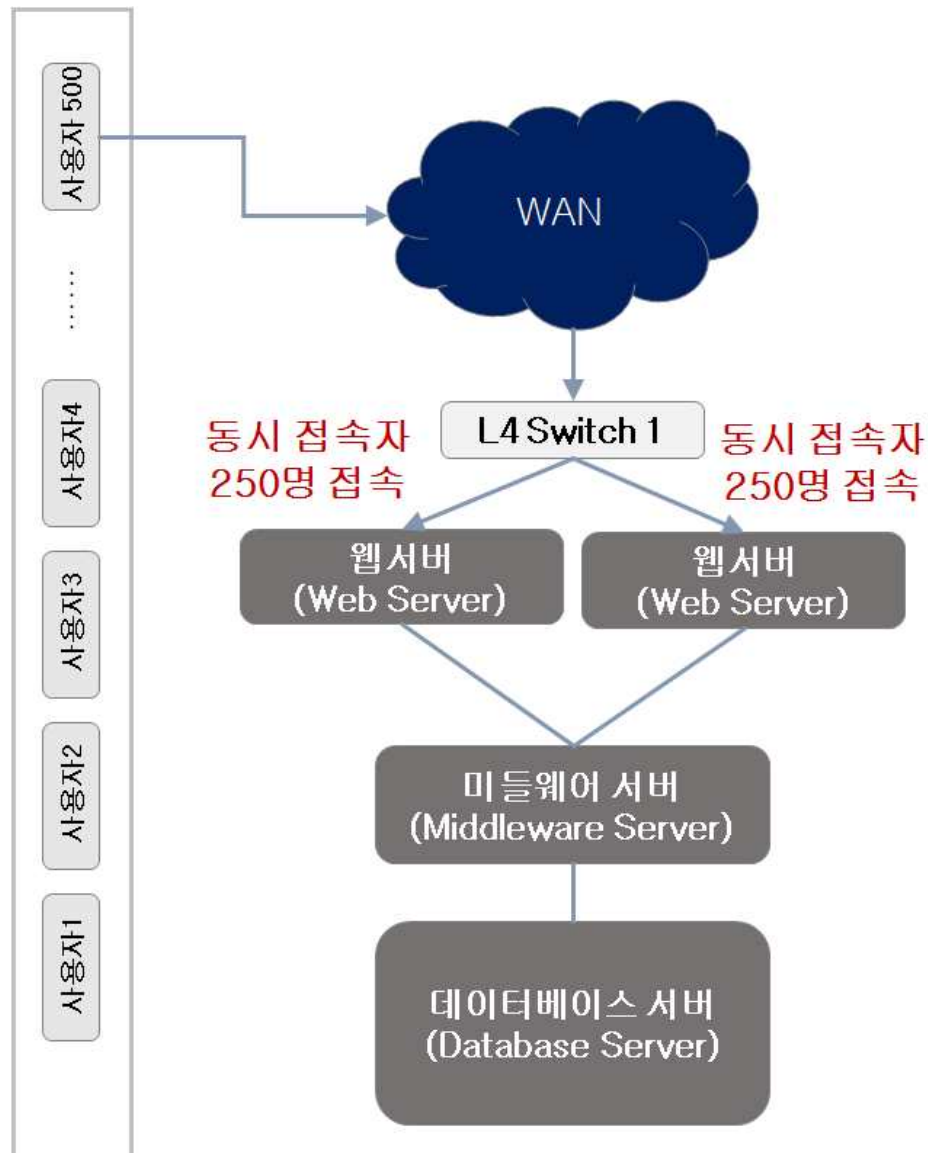 사용자 500
WAN
......
사용자4
L4 Switch 1
동시 접속자
250명 접속
동시 접속자
250명 접속
사용자3
웹서버
(Web Server)
웹서버
(Web Server)
사용자2
미들웨어 서버
(Middleware Server)
사용자1
데이터베이스 서버
(Database Server)